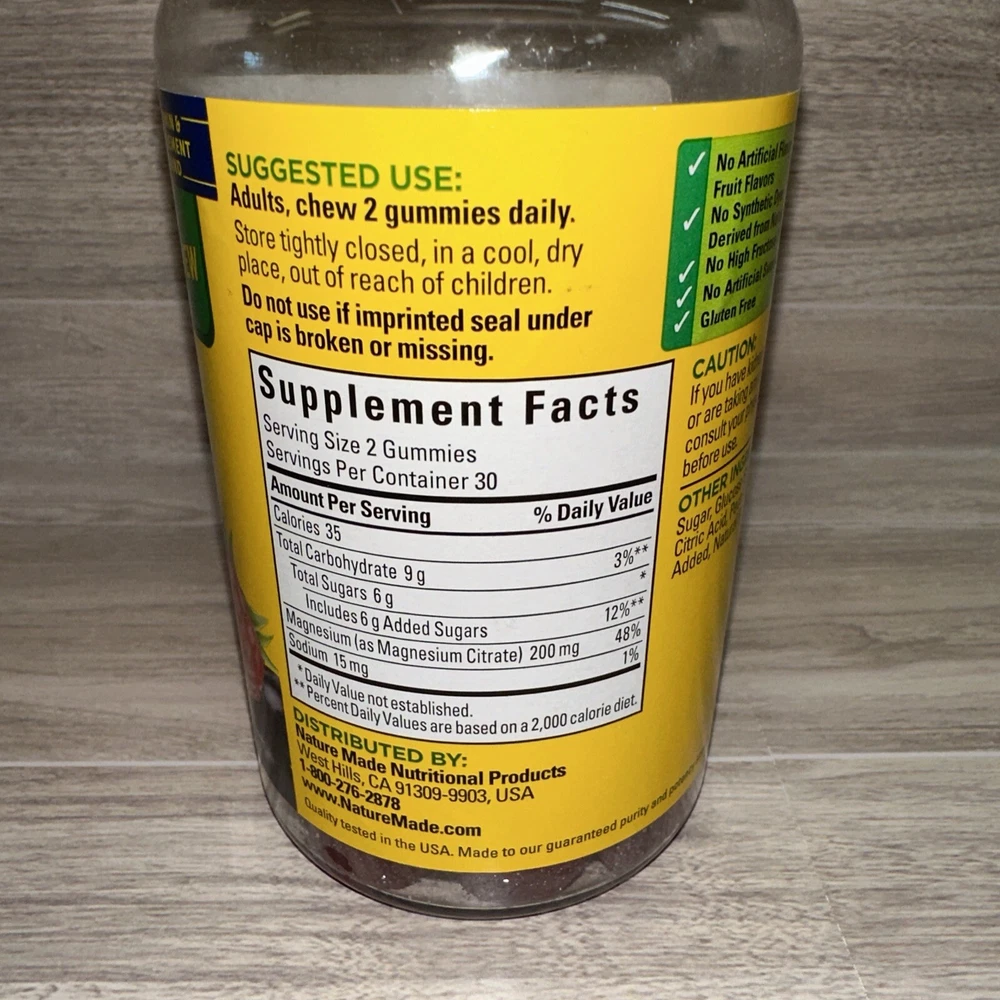 SUGGESTED USE:
Adults, chew 2 gummies daily.
Store tightly closed, in a cool, dry
place, out of reach of children.
Do not use if imprinted seal under
cap is broken or missing.
Supplement Facts
Serving Size 2 Gummies
Servings Per Container 30
Amount Per Serving % Daily Value
Calories 35
Total Carbohydrate 9 g 3%**
Total Sugars 6 g *
Includes 6 g Added Sugars 12%**
Magnesium (as Magnesium Citrate) 200 mg 48%
Sodium 15 mg 1%
* Daily Value not established.
** Percent Daily Values are based on a 2,000 calorie diet.
DISTRIBUTED BY:
Nature Made Nutritional Products
West Hills, CA 91309-9903, USA
1-800-276-2878
www.NatureMade.com
Quality tested in the USA. Made to our guaranteed purity and
No Artificial
Fruit Flavors
No Synthetic
Derived from
No High
No Artificial
Gluten Free
CAUTION:
If you have
or are taking
consult your
before use.
OTHER
Sugar,
Citric Acid,
Added,